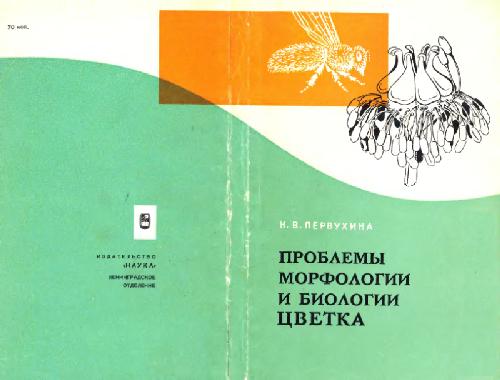 70 коп.
ИЗДАТЕЛЬСТВО
«НАУКА»
ЛЕНИНГРАДСКОЕ
ОТДЕЛЕНИЕ
Н. В. ПЕРВУХИНА
ПРОБЛЕМЫ
МОРФОЛОГИИ
И БИОЛОГИИ
ЦВЕТКА